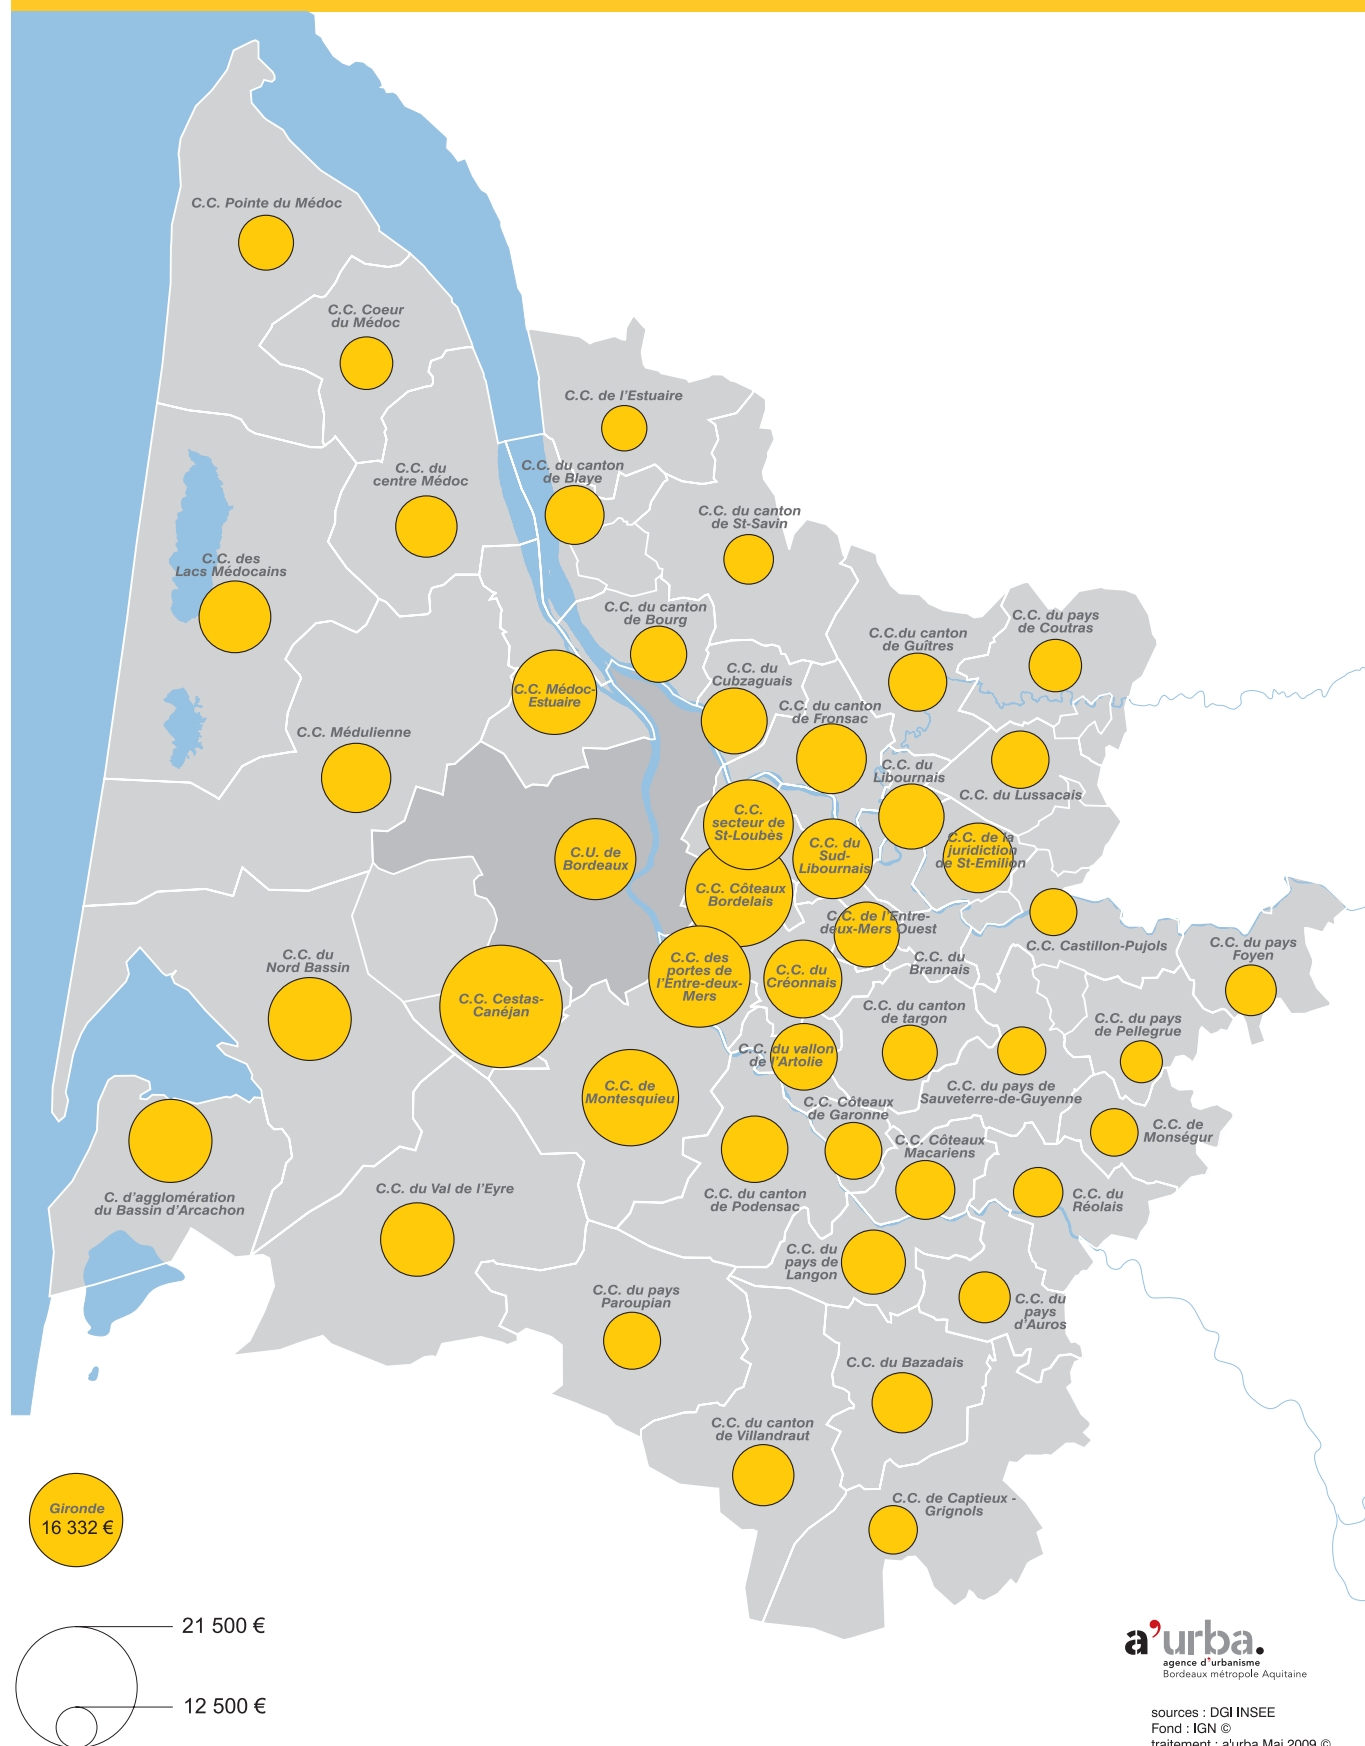 C.C. Pointe du Médoc
C.C. Coeur
du Médoc
C.C. de l'Estuaire
C.C. du
centre Médoc
C.C. du canton
de Blaye
C.C. du canton
de St-Savin
C.C. des
Lacs Médocains
C.C. du canton
de Bourg
C.C. du pays
de Coutras
C.C.du canton
de Guîtres
C.C. du
Cubzaguais
C.C. Médoc-
Estuaire
C.C. du canton
de Fronsac
C.C. Médulienne
C.C. du
Libournais
C.C. du Lussacais
C.C.
secteur de
St-Loubès
C.C. du
Sud-
Libournais
C.C. de la
juridiction
de St-Emilion
C.U. de
Bordeaux
C.C. Côteaux
Bordelais
C.C. de l'Entre-
deux-Mers Ouest
C.C. Castillon-Pujols
C.C. du pays
Foyen
C.C. du
Brannais
C.C. du
Nord Bassin
C.C. des
portes de
l'Entre-deux-
Mers
C.C. du
Créonnais
C.C. Cestas-
Canéjan
C.C. du canton
de targon
C.C. du pays
de Pellegrue
C.C. du vallon
de l'Artolie
C.C. de
Montesquieu
C.C. du pays de
Sauveterre-de-Guyenne
C.C. Côteaux
de Garonne
C.C. de
Monségur
C.C. Côteaux
Macariens
C. d'agglomération
du Bassin d'Arcachon
C.C. du Val de l'Eyre
C.C. du canton
de Podensac
C.C. du
Réolais
C.C. du
pays de
Langon
C.C. du pays
Paroupian
C.C. du
pays
d'Auros
C.C. du Bazadais
C.C. du canton
de Villandraut
C.C. de Captieux -
Grignols
Gironde
16 332 €
21 500 €
12 500 €
a'urba.
agence d'urbanisme
Bordeaux métropole Aquitaine
sources : DGI INSEE
Fond : IGN ©
traitement : a'urba Mai 2009 ©